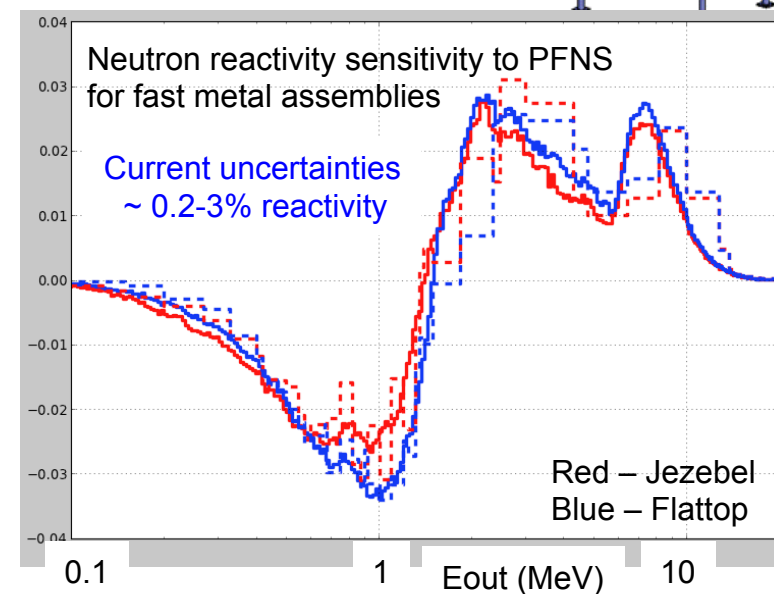 0.04
Neutron reactivity sensitivity to PFNS
for fast metal assemblies
0.03
Current uncertainties
~ 0.2-3% reactivity
0.02
0.01
0.00
−0.01
−0.02
−0.03
Red – Jezebel
Blue – Flattop
−0.04
0.1 1 Eout (MeV) 10